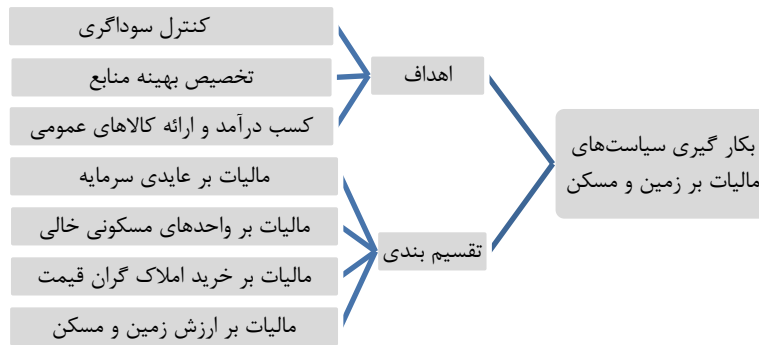 بکار گیری سیاست‌های
مالیات بر زمین و مسکن
اهداف
کنترل سوداگری
تخصیص بهینه منابع
کسب درآمد و ارائه کالاهای عمومی
تقسیم بندی
مالیات بر عایدی سرمایه
مالیات بر واحدهای مسکونی خالی
مالیات بر خرید املاک گران قیمت
مالیات بر ارزش زمین و مسکن